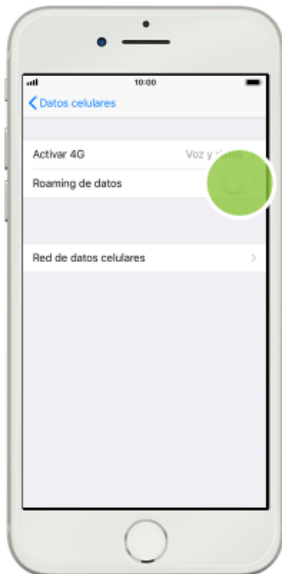 10:00
Datos celulares
Activar 4G Voz y
Roaming de datos
Red de datos celulares